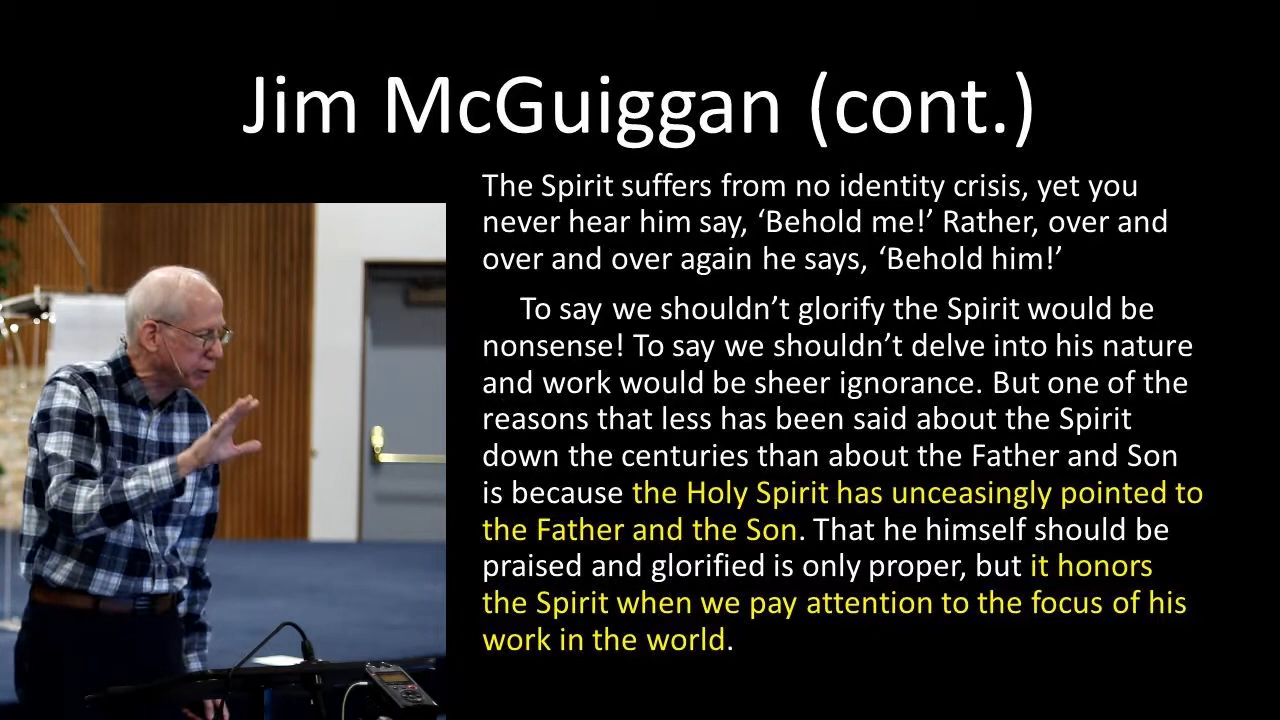 Jim McGuiggan (cont.)
The Spirit suffers from no identity crisis, yet you
never hear him say, ‘Behold me!’ Rather, over and
over and over again he says, ‘Behold him!’
To say we shouldn’t glorify the Spirit would be
nonsense! To say we shouldn’t delve into his nature
and work would be sheer ignorance. But one of the
reasons that less has been said about the Spirit
down the centuries than about the Father and Son
is because the Holy Spirit has unceasingly pointed to
the Father and the Son. That he himself should be
praised and glorified is only proper, but it honors
the Spirit when we pay attention to the focus of his
work in the world.